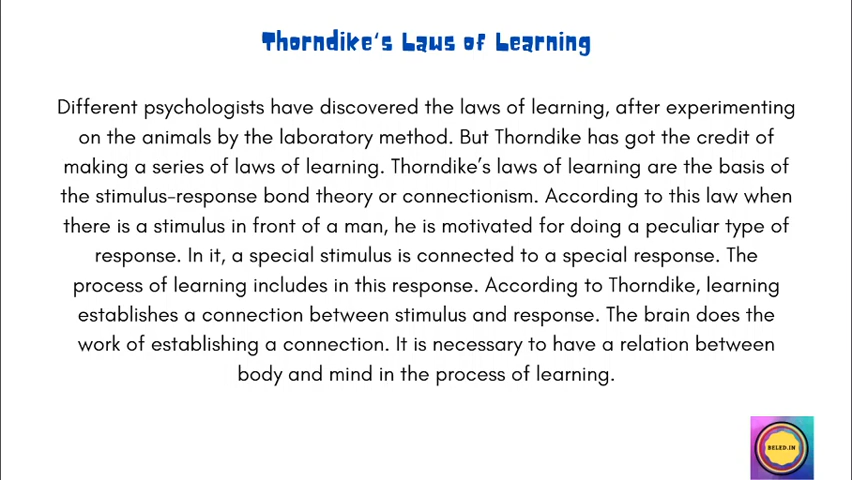 Thorndike's Laws of Learning
Different psychologists have discovered the laws of learning, after experimenting
on the animals by the laboratory method. But Thorndike has got the credit of
making a series of laws of learning. Thorndike's laws of learning are the basis of
the stimulus-response bond theory or connectionism. According to this law when
there is a stimulus in front of a man, he is motivated for doing a peculiar type of
response. In it, a special stimulus is connected to a special response. The
process of learning includes in this response. According to Thorndike, learning
establishes a connection between stimulus and response. The brain does the
work of establishing a connection. It is necessary to have a relation between
body and mind in the process of learning.
BELED.IN